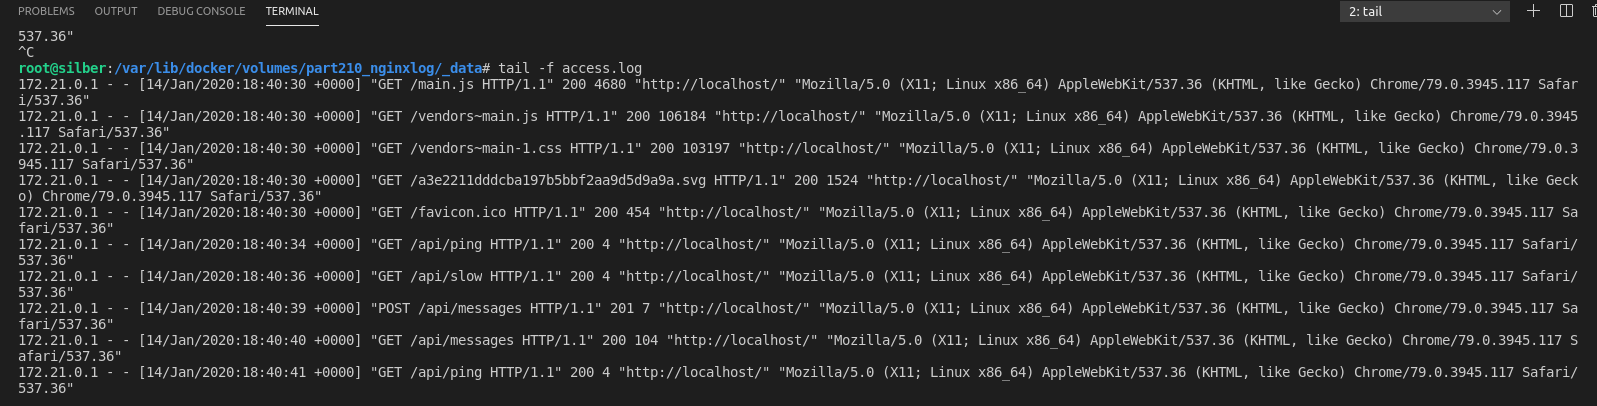 PROBLEMS OUTPUT DEBUG CONSOLE TERMINAL 2: tail
537.36"
^C
root@silber:/var/lib/docker/volumes/part210_nginxlog/_data# tail -f access.log
172.21.0.1 - - [14/Jan/2020:18:40:30 +0000] "GET /main.js HTTP/1.1" 200 4680 "http://localhost/" "Mozilla/5.0 (X11; Linux x86_64) AppleWebKit/537.36 (KHTML, like Gecko) Chrome/79.0.3945.117 Safar
i/537.36"
172.21.0.1 - - [14/Jan/2020:18:40:30 +0000] "GET /vendors~main.js HTTP/1.1" 200 106184 "http://localhost/" "Mozilla/5.0 (X11; Linux x86_64) AppleWebKit/537.36 (KHTML, like Gecko) Chrome/79.0.3945
.117 Safari/537.36"
172.21.0.1 - - [14/Jan/2020:18:40:30 +0000] "GET /vendors~main-1.css HTTP/1.1" 200 103197 "http://localhost/" "Mozilla/5.0 (X11; Linux x86_64) AppleWebKit/537.36 (KHTML, like Gecko) Chrome/79.0.3
945.117 Safari/537.36"
172.21.0.1 - - [14/Jan/2020:18:40:30 +0000] "GET /a3e2211dddcba197b5bbf2aa9d5d9a9a.svg HTTP/1.1" 200 1524 "http://localhost/" "Mozilla/5.0 (X11; Linux x86_64) AppleWebKit/537.36 (KHTML, like Geck
o) Chrome/79.0.3945.117 Safari/537.36"
172.21.0.1 - - [14/Jan/2020:18:40:30 +0000] "GET /favicon.ico HTTP/1.1" 200 454 "http://localhost/" "Mozilla/5.0 (X11; Linux x86_64) AppleWebKit/537.36 (KHTML, like Gecko) Chrome/79.0.3945.117 Sa
fari/537.36"
172.21.0.1 - - [14/Jan/2020:18:40:34 +0000] "GET /api/ping HTTP/1.1" 200 4 "http://localhost/" "Mozilla/5.0 (X11; Linux x86_64) AppleWebKit/537.36 (KHTML, like Gecko) Chrome/79.0.3945.117 Safari/
537.36"
172.21.0.1 - - [14/Jan/2020:18:40:36 +0000] "GET /api/slow HTTP/1.1" 200 4 "http://localhost/" "Mozilla/5.0 (X11; Linux x86_64) AppleWebKit/537.36 (KHTML, like Gecko) Chrome/79.0.3945.117 Safari/
537.36"
172.21.0.1 - - [14/Jan/2020:18:40:39 +0000] "POST /api/messages HTTP/1.1" 201 7 "http://localhost/" "Mozilla/5.0 (X11; Linux x86_64) AppleWebKit/537.36 (KHTML, like Gecko) Chrome/79.0.3945.117 Sa
fari/537.36"
172.21.0.1 - - [14/Jan/2020:18:40:40 +0000] "GET /api/messages HTTP/1.1" 200 104 "http://localhost/" "Mozilla/5.0 (X11; Linux x86_64) AppleWebKit/537.36 (KHTML, like Gecko) Chrome/79.0.3945.117 S
afari/537.36"
172.21.0.1 - - [14/Jan/2020:18:40:41 +0000] "GET /api/ping HTTP/1.1" 200 4 "http://localhost/" "Mozilla/5.0 (X11; Linux x86_64) AppleWebKit/537.36 (KHTML, like Gecko) Chrome/79.0.3945.117 Safari/
537.36"